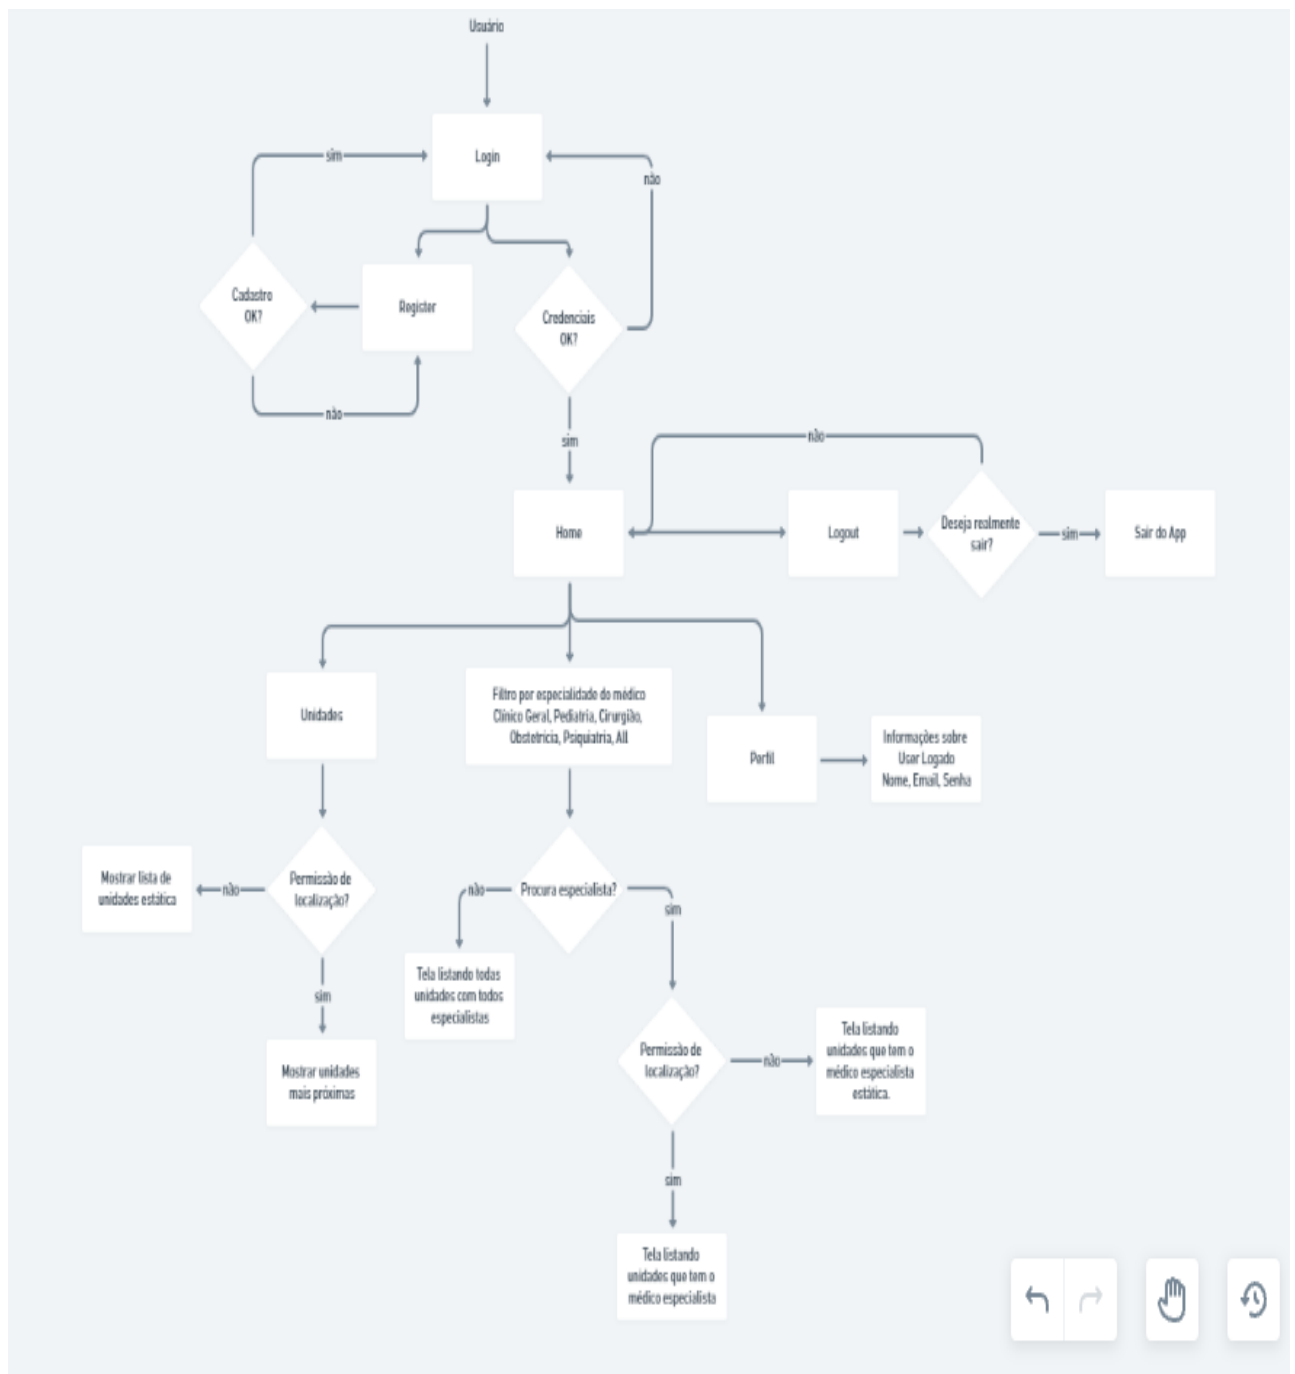 Usuário
Login
sim
não
Cadastro
OK?
Register
Credenciais
OK?
não
sim
não
Home
Logout
Deseja realmente
sair?
sim
Sair do App
Unidades
Filtro por especialidade do médico
Clínico Geral, Pediatria, Cirurgião,
Obstetrícia, Psiquiatria, All
Perfil
Informações sobre
User Logado
Nome, Email, Senha
Mostrar lista de
unidades estática
não
Permissão de
localização?
não
Procura especialista?
sim
sim
Tela listando todas
unidades com todos
especialistas
Mostrar unidades
mais próximas
Permissão de
localização?
não
Tela listando
unidades que tem o
médico especialista
estática.
sim
Tela listando
unidades que tem o
médico especialista